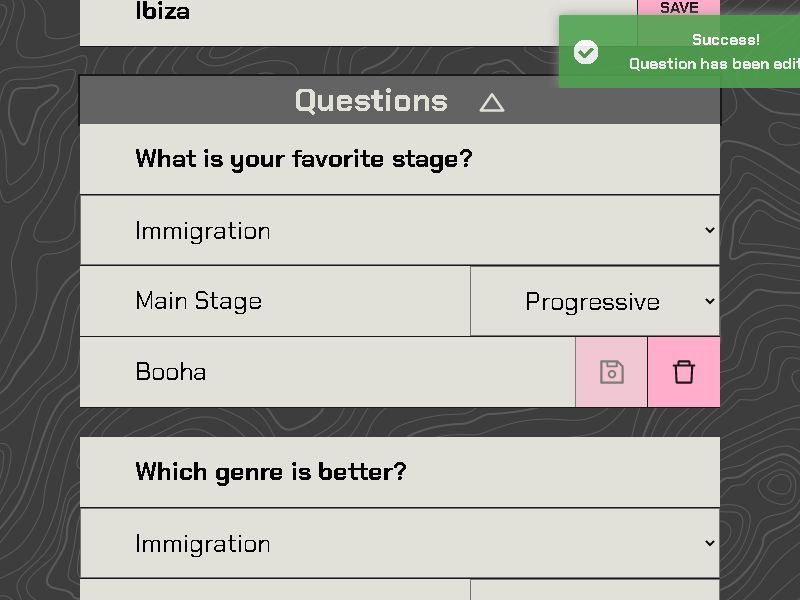 Ibiza
SAVE
Success!
Question has been edit
Questions
What is your favorite stage?
Immigration
Main Stage
Progressive
Booha
Which genre is better?
Immigration